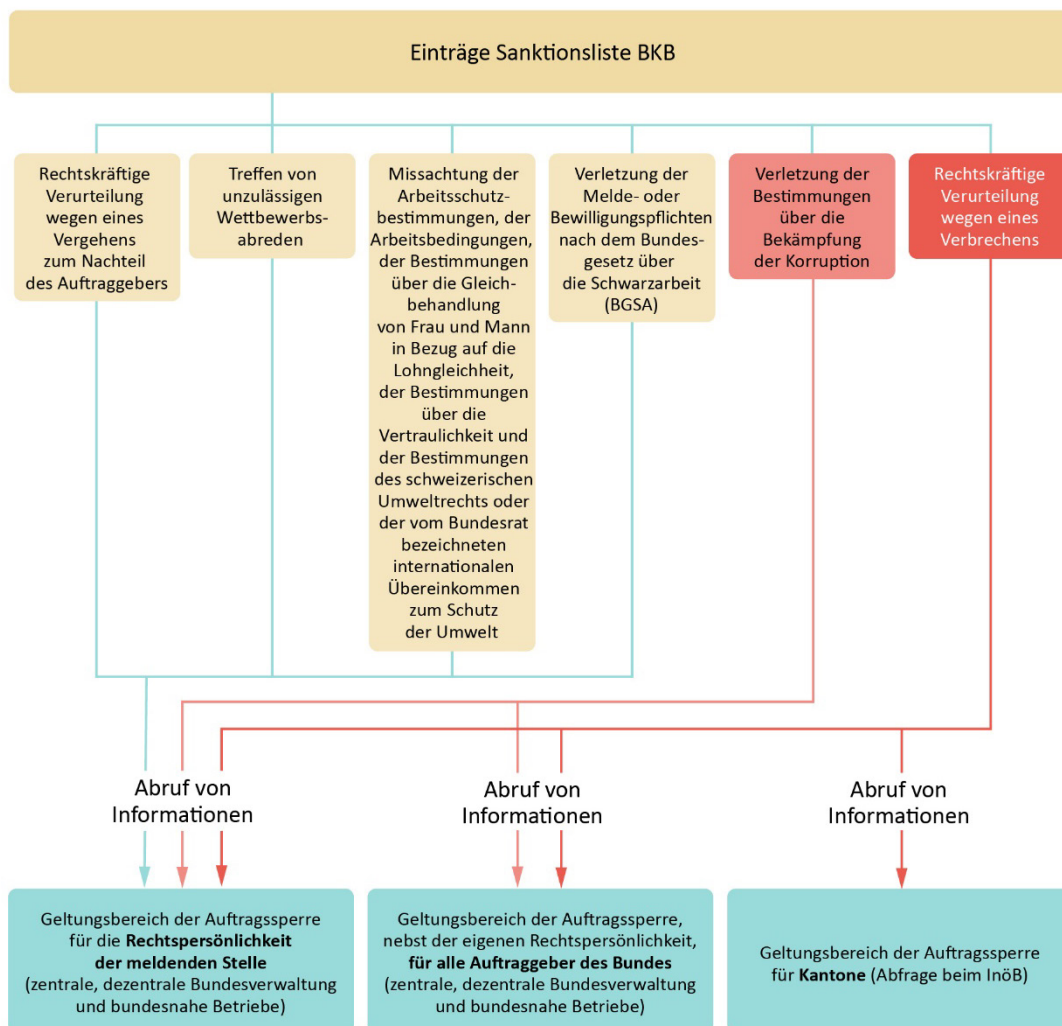 Einträge Sanktionsliste BKB
Rechtskräftige
Verurteilung
wegen eines
Vergehens
zum Nachteil
des Auftraggebers
Treffen von
unzulässigen
Wettbewerbs-
abreden
Missachtung der
Arbeitsschutz-
bestimmungen, der
Arbeitsbedingungen,
der Bestimmungen
über die Gleich-
behandlung
von Frau und Mann
in Bezug auf die
Lohngleichheit,
der Bestimmungen
über die
Vertraulichkeit und
der Bestimmungen
des schweizerischen
Umweltrechts oder
der vom Bundesrat
bezeichneten
internationalen
Übereinkommen
zum Schutz
der Umwelt
Verletzung der
Melde- oder
Bewilligungspflichten
nach dem Bundes-
gesetz über
die Schwarzarbeit
(BGSA)
Verletzung der
Bestimmungen
über die
Bekämpfung
der Korruption
Rechtskräftige
Verurteilung
wegen eines
Verbrechens
Abruf von
Informationen
Abruf von
Informationen
Abruf von
Informationen
Geltungsbereich der Auftragssperre
für die Rechtspersönlichkeit
der meldenden Stelle
(zentrale, dezentrale Bundesverwaltung
und bundesnahe Betriebe)
Geltungsbereich der Auftragssperre,
nebst der eigenen Rechtspersönlichkeit,
für alle Auftraggeber des Bundes
(zentrale, dezentrale Bundesverwaltung
und bundesnahe Betriebe)
Geltungsbereich der Auftragssperre
für Kantone (Abfrage beim InöB)